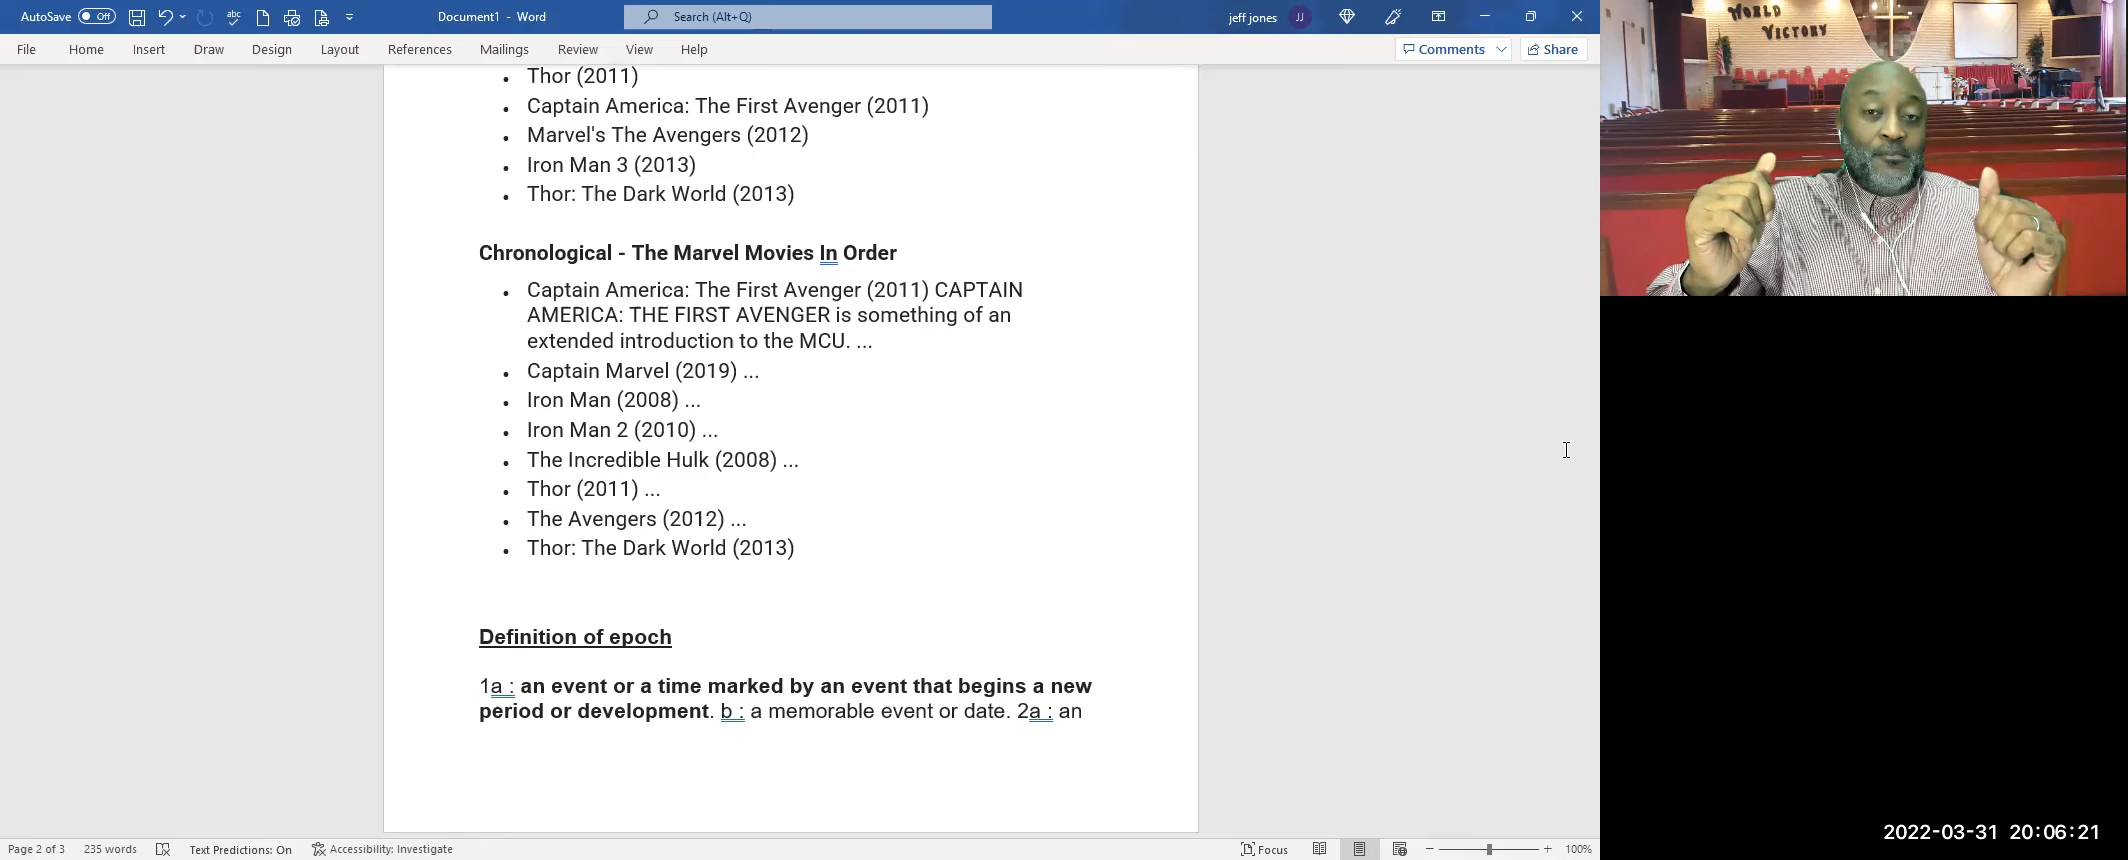 AutoSave Off Document1 - Word Search (Alt+Q) jeff jones JJ
File Home Insert Draw Design Layout References Mailings Review View Help Comments Share
Thor (2011)
Captain America: The First Avenger (2011)
Marvel's The Avengers (2012)
Iron Man 3 (2013)
Thor: The Dark World (2013)
Chronological - The Marvel Movies In Order
Captain America: The First Avenger (2011) CAPTAIN
AMERICA: THE FIRST AVENGER is something of an
extended introduction to the MCU. ...
Captain Marvel (2019) ...
Iron Man (2008) ...
Iron Man 2 (2010) ...
The Incredible Hulk (2008) ...
Thor (2011) ...
The Avengers (2012) ...
Thor: The Dark World (2013)
Definition of epoch
1a : an event or a time marked by an event that begins a new
period or development. b : a memorable event or date. 2a : an
Page 2 of 3 235 words Text Predictions: On Accessibility: Investigate Focus 100%
WORLD
VICTORY
2022-03-31 20:06:21